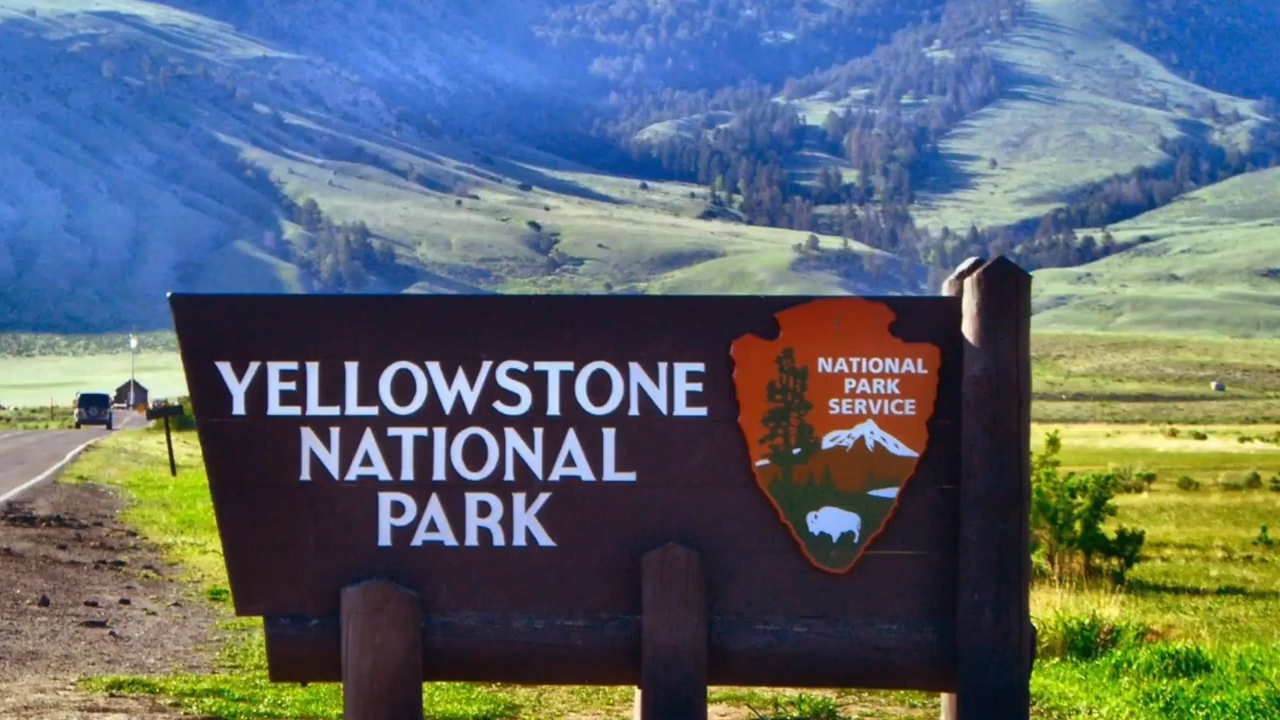 YELLOWSTONE
NATIONAL
PARK
NATIONAL
PARK
SERVICE